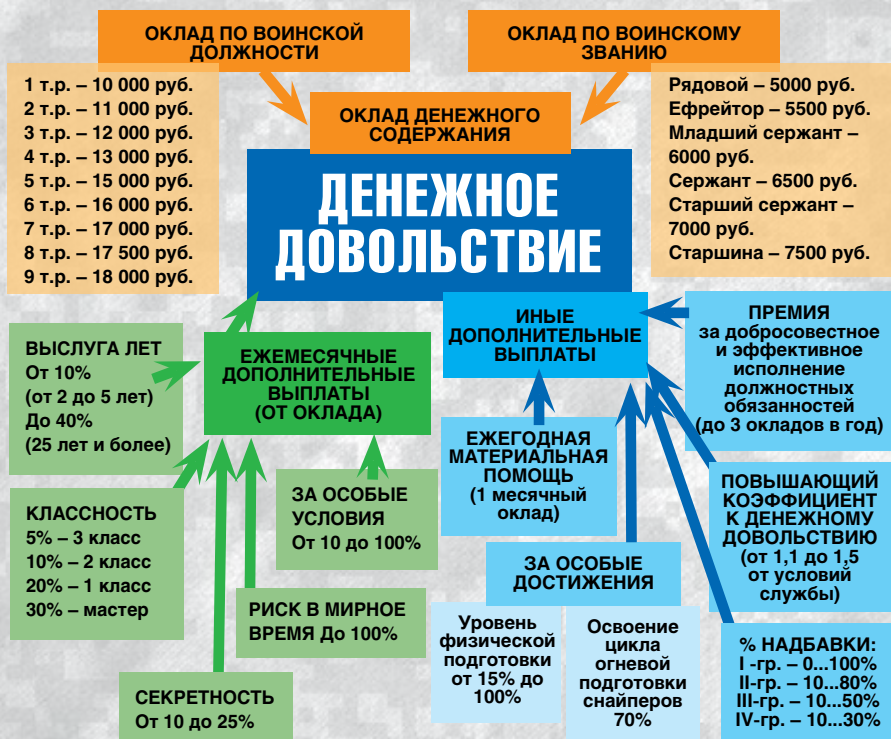 ОКЛАД ПО ВОИНСКОЙ
ДОЛЖНОСТИ
ОКЛАД ПО ВОИНСКОМУ
ЗВАНИЮ
1 т.р. – 10 000 руб.
2 т.р. – 11 000 руб.
3 т.р. – 12 000 руб.
4 т.р. – 13 000 руб.
5 т.р. – 15 000 руб.
6 т.р. – 16 000 руб.
7 т.р. – 17 000 руб.
8 т.р. – 17 500 руб.
9 т.р. – 18 000 руб.
ОКЛАД ДЕНЕЖНОГО
СОДЕРЖАНИЯ
Рядовой – 5000 руб.
Ефрейтор – 5500 руб.
Младший сержант –
6000 руб.
Сержант – 6500 руб.
Старший сержант –
7000 руб.
Старшина – 7500 руб.
ДЕНЕЖНОЕ
ДОВОЛЬСТВИЕ
ВЫСЛУГА ЛЕТ
От 10%
(от 2 до 5 лет)
До 40%
(25 лет и более)
ЕЖЕМЕСЯЧНЫЕ
ДОПОЛНИТЕЛЬНЫЕ
ВЫПЛАТЫ
(ОТ ОКЛАДА)
ИНЫЕ
ДОПОЛНИТЕЛЬНЫЕ
ВЫПЛАТЫ
ПРЕМИЯ
за добросовестное
и эффективное
исполнение
должностных
обязанностей
(до 3 окладов в год)
КЛАССНОСТЬ
5% – 3 класс
10% – 2 класс
20% – 1 класс
30% – мастер
ЗА ОСОБЫЕ
УСЛОВИЯ
От 10 до 100%
ЕЖЕГОДНАЯ
МАТЕРИАЛЬНАЯ
ПОМОЩЬ
(1 месячный
оклад)
ПОВЫШАЮЩИЙ
КОЭФФИЦИЕНТ
К ДЕНЕЖНОМУ
ДОВОЛЬСТВИЮ
(от 1,1 до 1,5
от условий
службы)
РИСК В МИРНОЕ
ВРЕМЯ До 100%
ЗА ОСОБЫЕ
ДОСТИЖЕНИЯ
Уровень
физической
подготовки
от 15% до
100%
Освоение
цикла
огневой
подготовки
снайперов
70%
% НАДБАВКИ:
I -гр. – 0...100%
II-гр. – 10...80%
III-гр. – 10...50%
IV-гр. – 10...30%
СЕКРЕТНОСТЬ
От 10 до 25%